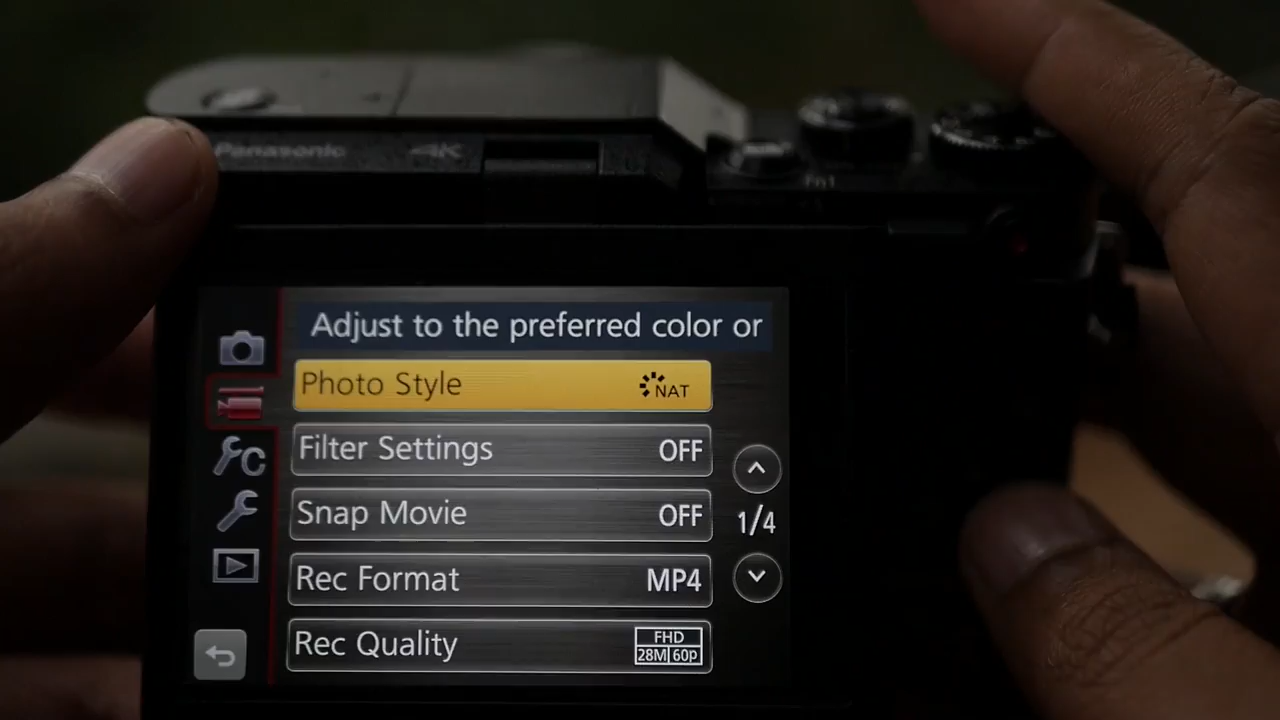 Panasonic 4K
Fn1
Adjust to the preferred color or
Photo Style NAT
Filter Settings OFF
C
Snap Movie OFF
1/4
Rec Format MP4
Rec Quality FHD
28M 60p